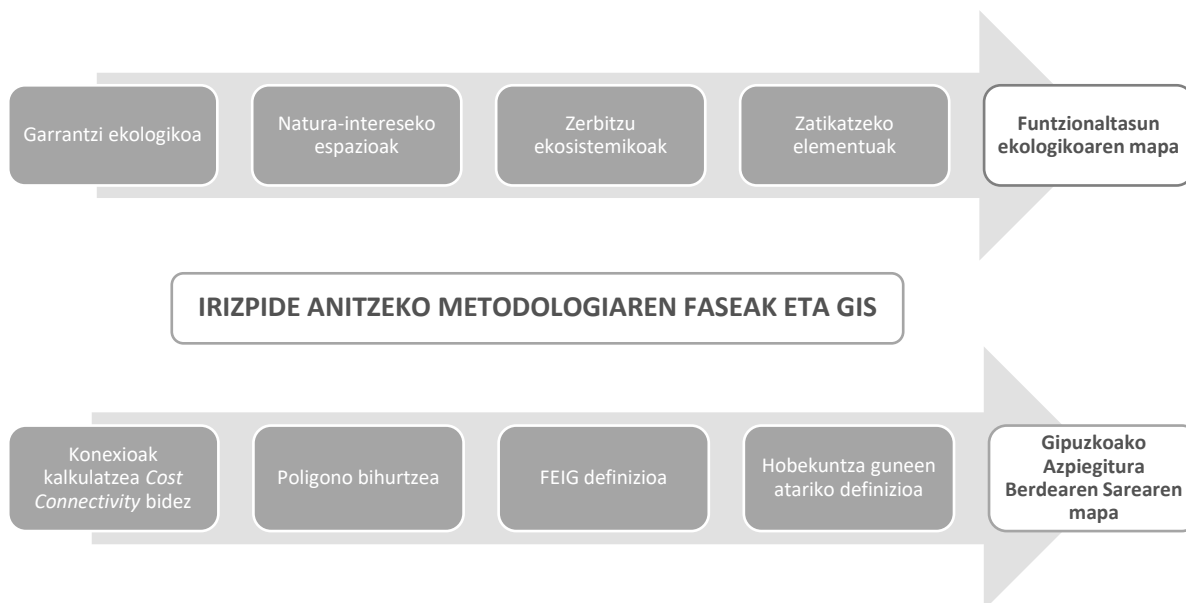 Garrantzi ekologikoa
Natura-intereseko
espazioak
Zerbitzu
ekosistemikoak
Zatikatzeko
elementuak
Funtzionaltasun
ekologikoaren mapa
IRIZPIDE ANITZEKO METODOLOGIAREN FASEAK ETA GIS
Konexioak
kalkulatzea Cost
Connectivity bidez
Poligono bihurtzea
FEIG definizioa
Hobekuntza guneen
atariko definizioa
Gipuzkoako
Azpiegitura
Berdearen Sarearen
mapa